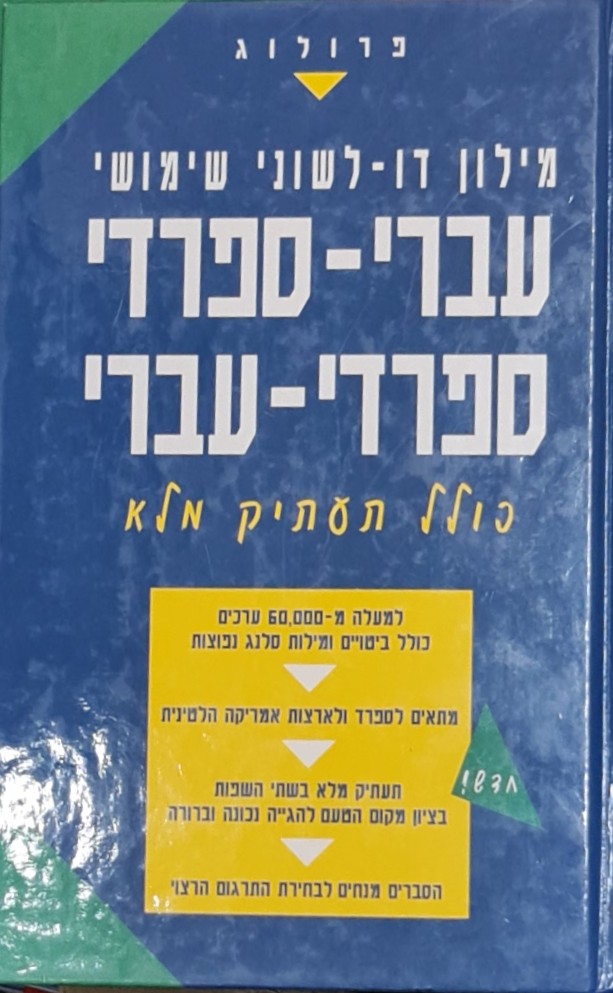 פרולוג
מילון דו-לשוני שימושי
עברי-ספרדי
ספרדי-עברי
כולל תעתיק מלא
למעלה מ-60,000 ערכים
כולל ביטויים ומילות סלנג נפוצות
מתאים לספרד ולארצות אמריקה הלטינית
חדש!
תעתיק מלא בשתי השפות
בציון מקום הטעם להגייה נכונה וברורה
הסברים מנחים לבחירת התרגום הרצוי